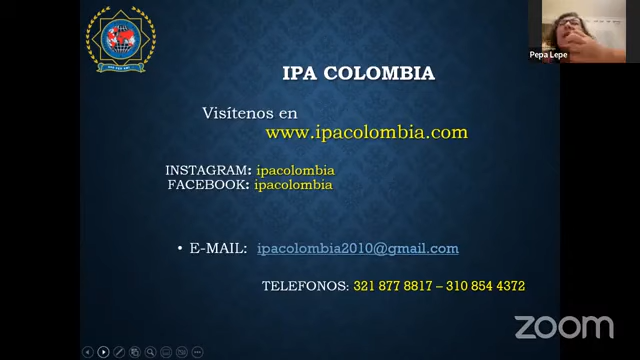 Pepa Lepe
IPA COLOMBIA
Visítenos en
www.ipacolombia.com
INSTAGRAM: ipacolombia
FACEBOOK: ipacolombia
• E-MAIL: ipacolombia2010@gmail.com
TELEFONOS: 321 877 8817 – 310 854 4372
zoom